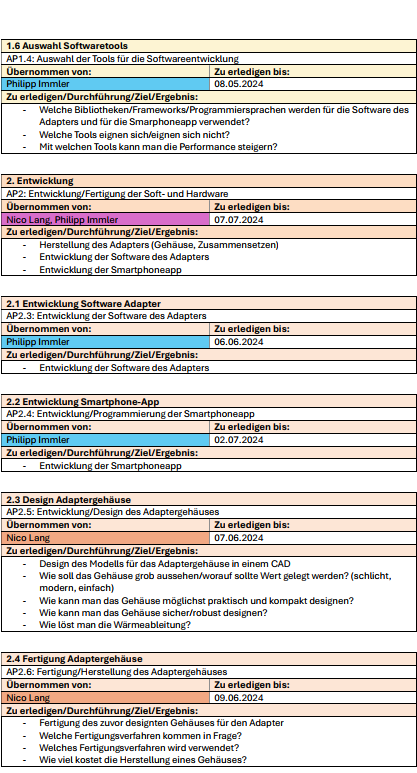 1.6 Auswahl Softwaretools
AP1.4: Auswahl der Tools für die Softwareentwicklung
Übernommen von: Zu erledigen bis:
Philipp Immler 08.05.2024
Zu erledigen/Durchführung/Ziel/Ergebnis:
- Welche Bibliotheken/Frameworks/Programmiersprachen werden für die Software des
Adapters und für die Smarphoneapp verwendet?
- Welche Tools eignen sich/eignen sich nicht?
- Mit welchen Tools kann man die Performance steigern?
2. Entwicklung
AP2: Entwicklung/Fertigung der Soft- und Hardware
Übernommen von: Zu erledigen bis:
Nico Lang, Philipp Immler 07.07.2024
Zu erledigen/Durchführung/Ziel/Ergebnis:
- Herstellung des Adapters (Gehäuse, Zusammensetzen)
- Entwicklung der Software des Adapters
- Entwicklung der Smartphoneapp
2.1 Entwicklung Software Adapter
AP2.3: Entwicklung der Software des Adapters
Übernommen von: Zu erledigen bis:
Philipp Immler 06.06.2024
Zu erledigen/Durchführung/Ziel/Ergebnis:
- Entwicklung der Software des Adapters
2.2 Entwicklung Smartphone-App
AP2.4: Entwicklung/Programmierung der Smartphoneapp
Übernommen von: Zu erledigen bis:
Philipp Immler 02.07.2024
Zu erledigen/Durchführung/Ziel/Ergebnis:
- Entwicklung der Smartphoneapp
2.3 Design Adaptergehäuse
AP2.5: Entwicklung/Design des Adaptergehäuses
Übernommen von: Zu erledigen bis:
Nico Lang 07.06.2024
Zu erledigen/Durchführung/Ziel/Ergebnis:
- Design des Modells für das Adaptergehäuse in einem CAD
- Wie soll das Gehäuse grob aussehen/worauf sollte Wert gelegt werden? (schlicht,
modern, einfach)
- Wie kann man das Gehäuse möglichst praktisch und kompakt designen?
- Wie kann man das Gehäuse sicher/robust designen?
- Wie löst man die Wärmeableitung?
2.4 Fertigung Adaptergehäuse
AP2.6: Fertigung/Herstellung des Adaptergehäuses
Übernommen von: Zu erledigen bis:
Nico Lang 09.06.2024
Zu erledigen/Durchführung/Ziel/Ergebnis:
- Fertigung des zuvor designten Gehäuses für den Adapter
- Welche Fertigungsverfahren kommen in Frage?
- Welches Fertigungsverfahren wird verwendet?
- Wie viel kostet die Herstellung eines Gehäuses?